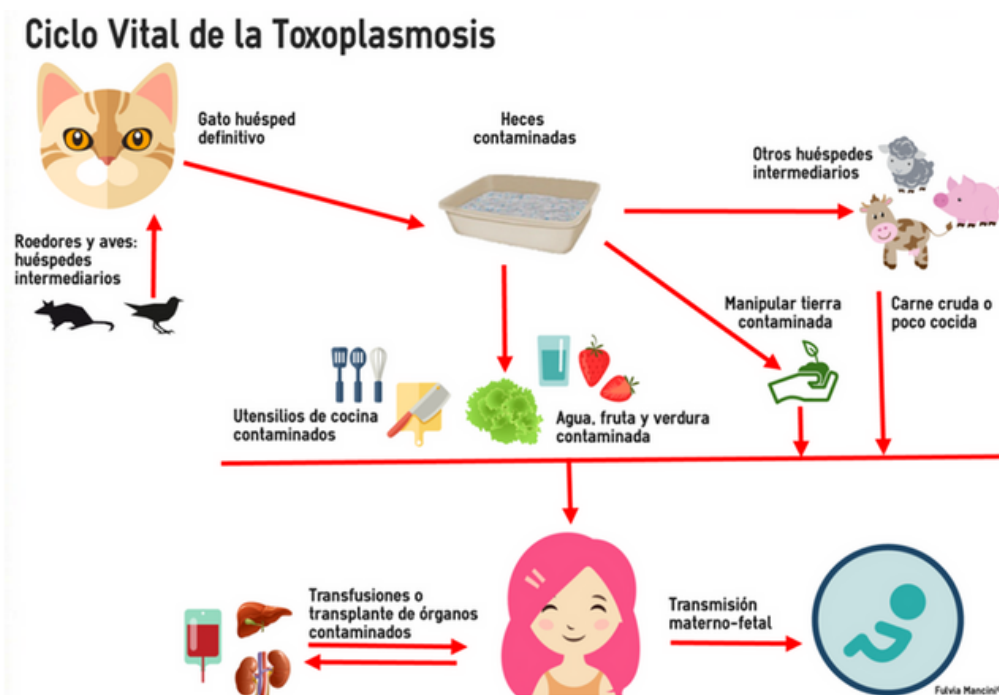 Ciclo Vital de la Toxoplasmosis
Gato huésped
definitivo
Heces
contaminadas
Otros huéspedes
intermediarios
Roedores y aves:
huéspedes
intermediarios
Manipular tierra
contaminada
Carne cruda o
poco cocida
Utensilios de cocina
contaminados
Agua, fruta y verdura
contaminada
Transfusiones o
transplante de órganos
contaminados
Transmisión
materno-fetal
Fulvia Mancini